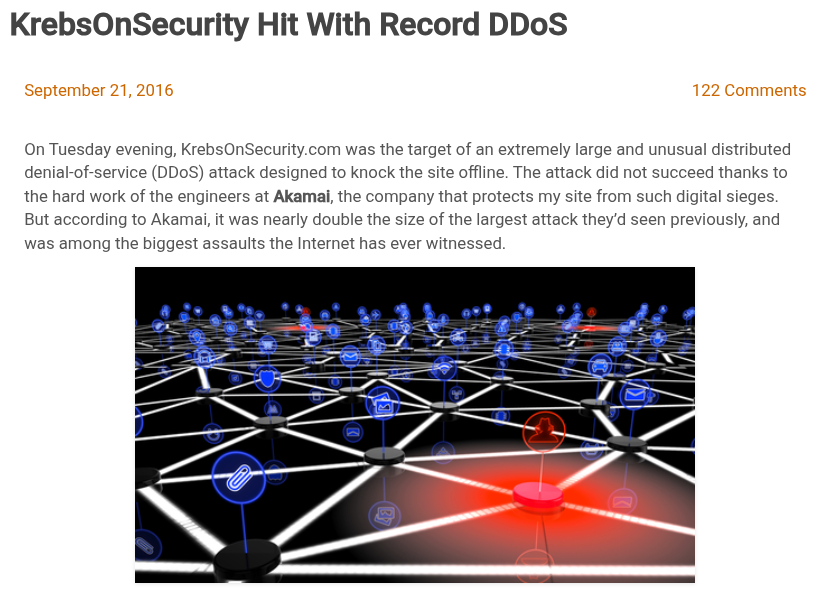 KrebsOnSecurity Hit With Record DDoS
September 21, 2016
122 Comments
On Tuesday evening, KrebsOnSecurity.com was the target of an extremely large and unusual distributed
denial-of-service (DDoS) attack designed to knock the site offline. The attack did not succeed thanks to
the hard work of the engineers at Akamai, the company that protects my site from such digital sieges.
But according to Akamai, it was nearly double the size of the largest attack they’d seen previously, and
was among the biggest assaults the Internet has ever witnessed.